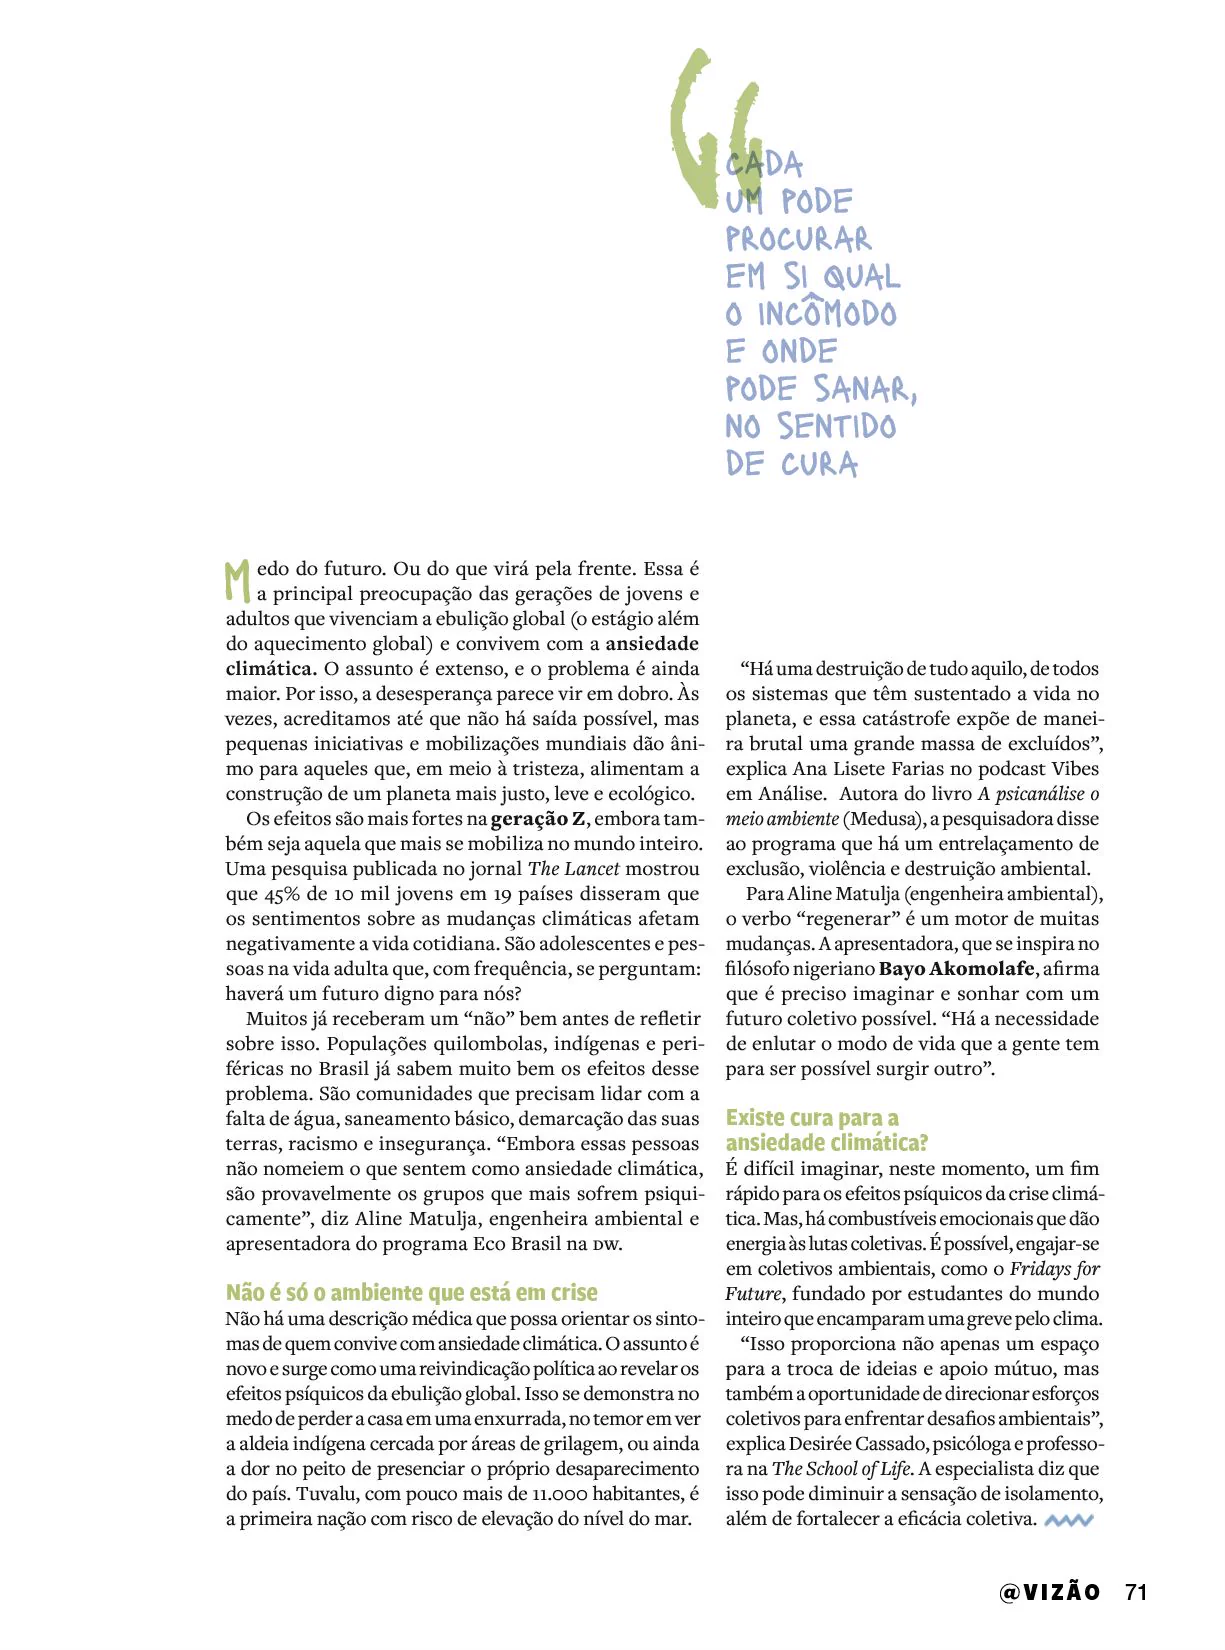 CADA
UM PODE
PROCURAR
EM SI QUAL
O INCÔMODO
E ONDE
PODE SANAR,
NO SENTIDO
DE CURA
Medo do futuro. Ou do que virá pela frente. Essa é
a principal preocupação das gerações de jovens e
adultos que vivenciam a ebulição global (o estágio além
do aquecimento global) e convivem com a ansiedade
climática. O assunto é extenso, e o problema é ainda
maior. Por isso, a desesperança parece vir em dobro. Às
vezes, acreditamos até que não há saída possível, mas
pequenas iniciativas e mobilizações mundiais dão âni-
mo para aqueles que, em meio à tristeza, alimentam a
construção de um planeta mais justo, leve e ecológico.
Os efeitos são mais fortes na geração Z, embora tam-
bém seja aquela que mais se mobiliza no mundo inteiro.
Uma pesquisa publicada no jornal The Lancet mostrou
que 45% de 10 mil jovens em 19 países disseram que
os sentimentos sobre as mudanças climáticas afetam
negativamente a vida cotidiana. São adolescentes e pes-
soas na vida adulta que, com frequência, se perguntam:
haverá um futuro digno para nós?
Muitos já receberam um “não” bem antes de refletir
sobre isso. Populações quilombolas, indígenas e peri-
féricas no Brasil já sabem muito bem os efeitos desse
problema. São comunidades que precisam lidar com a
falta de água, saneamento básico, demarcação das suas
terras, racismo e insegurança. “Embora essas pessoas
não nomeiem o que sentem como ansiedade climática,
são provavelmente os grupos que mais sofrem psiqui-
camente”, diz Aline Matulja, engenheira ambiental e
apresentadora do programa Eco Brasil na DW.
Não é só o ambiente que está em crise
Não há uma descrição médica que possa orientar os sinto-
mas de quem convive com ansiedade climática. O assunto é
novo e surge como uma reivindicação política ao revelar os
efeitos psíquicos da ebulição global. Isso se demonstra no
medo de perder a casa em uma enxurrada, no temor em ver
a aldeia indígena cercada por áreas de grilagem, ou ainda
a dor no peito de presenciar o próprio desaparecimento
do país. Tuvalu, com pouco mais de 11.000 habitantes, é
a primeira nação com risco de elevação do nível do mar.
“Há uma destruição de tudo aquilo, de todos
os sistemas que têm sustentado a vida no
planeta, e essa catástrofe expõe de manei-
ra brutal uma grande massa de excluídos”,
explica Ana Lisete Farias no podcast Vibes
em Análise. Autora do livro A psicanálise o
meio ambiente (Medusa), a pesquisadora disse
ao programa que há um entrelaçamento de
exclusão, violência e destruição ambiental.
Para Aline Matulja (engenheira ambiental),
o verbo “regenerar” é um motor de muitas
mudanças. A apresentadora, que se inspira no
filósofo nigeriano Bayo Akomolafe, afirma
que é preciso imaginar e sonhar com um
futuro coletivo possível. “Há a necessidade
de enlutar o modo de vida que a gente tem
para ser possível surgir outro”.
Existe cura para a
ansiedade climática?
É difícil imaginar, neste momento, um fim
rápido para os efeitos psíquicos da crise climá-
tica. Mas, há combustíveis emocionais que dão
energia às lutas coletivas. É possível, engajar-se
em coletivos ambientais, como o Fridays for
Future, fundado por estudantes do mundo
inteiro que encamparam uma greve pelo clima.
“Isso proporciona não apenas um espaço
para a troca de ideias e apoio mútuo, mas
também a oportunidade de direcionar esforços
coletivos para enfrentar desafios ambientais”,
explica Desirée Cassado, psicóloga e professo-
ra na The School of Life. A especialista diz que
isso pode diminuir a sensação de isolamento,
além de fortalecer a eficácia coletiva.
@VIZÃO 71